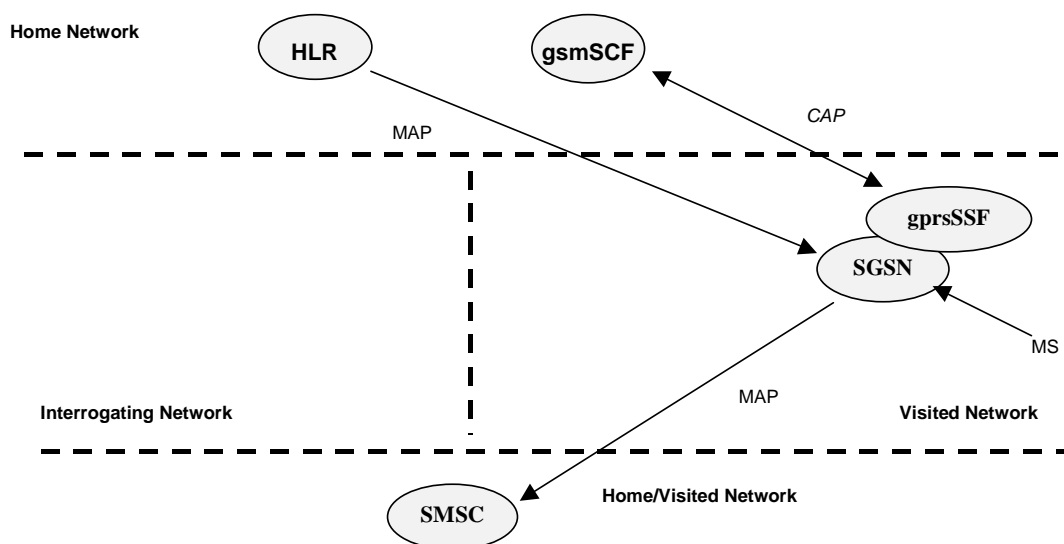 Home Network
HLR
gsmSCF
CAP
MAP
gprsSSF
SGSN
MS
MAP
Interrogating Network
Visited Network
Home/Visited Network
SMSC